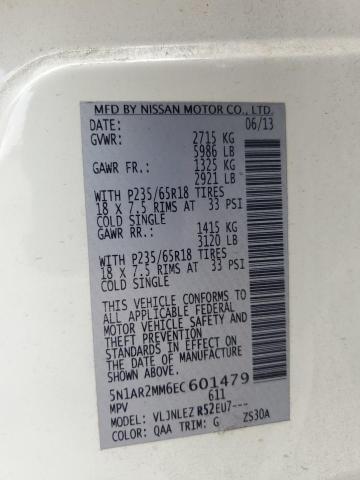 MFD BY NISSAN MOTOR CO., LTD.
DATE: 06/13
GVWR: 2715 KG
5986 LB
GAWR FR.: 1325 KG
2921 LB
WITH P235/65R18 TIRES
18 X 7.5 RIMS AT 33 PSI
COLD SINGLE
GAWR RR.: 1415 KG
3120 LB
WITH P235/65R18 TIRES
18 X 7.5 RIMS AT 33 PSI
COLD SINGLE
THIS VEHICLE CONFORMS TO
ALL APPLICABLE FEDERAL
MOTOR VEHICLE SAFETY
STANDARDS IN EFFECT ON
THE DATE OF MANUFACTURE
SHOWN ABOVE.
5N1AR2MM6EC601479
MPV 611
MODEL: VLJNLEZ R52EU7---
COLOR: QAA TRIM: G ZS30A